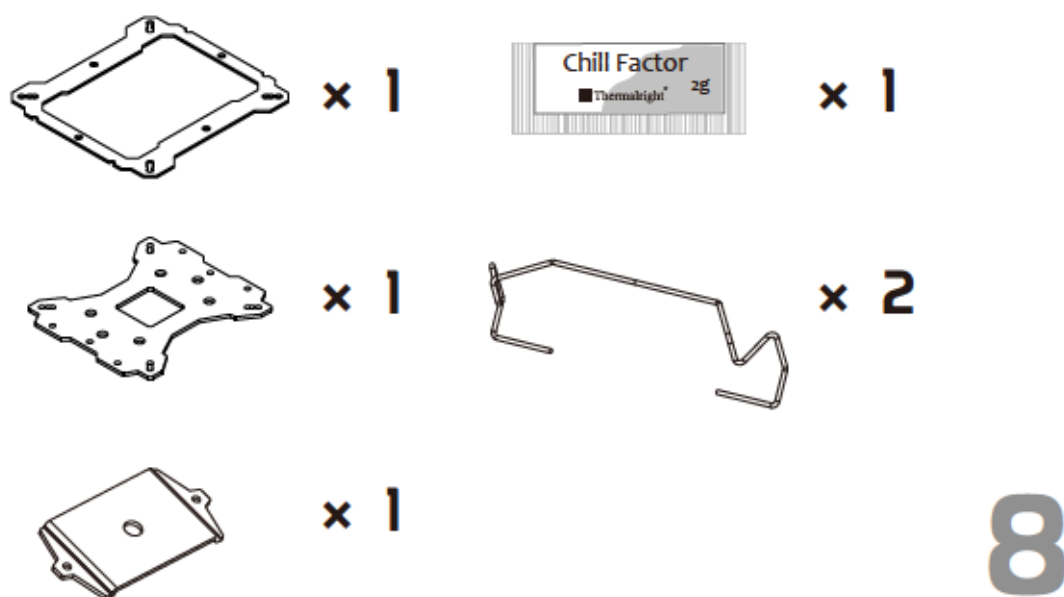 × 1
Chill Factor
2g
Thermalright®
× 1
× 1
× 2
× 1
8